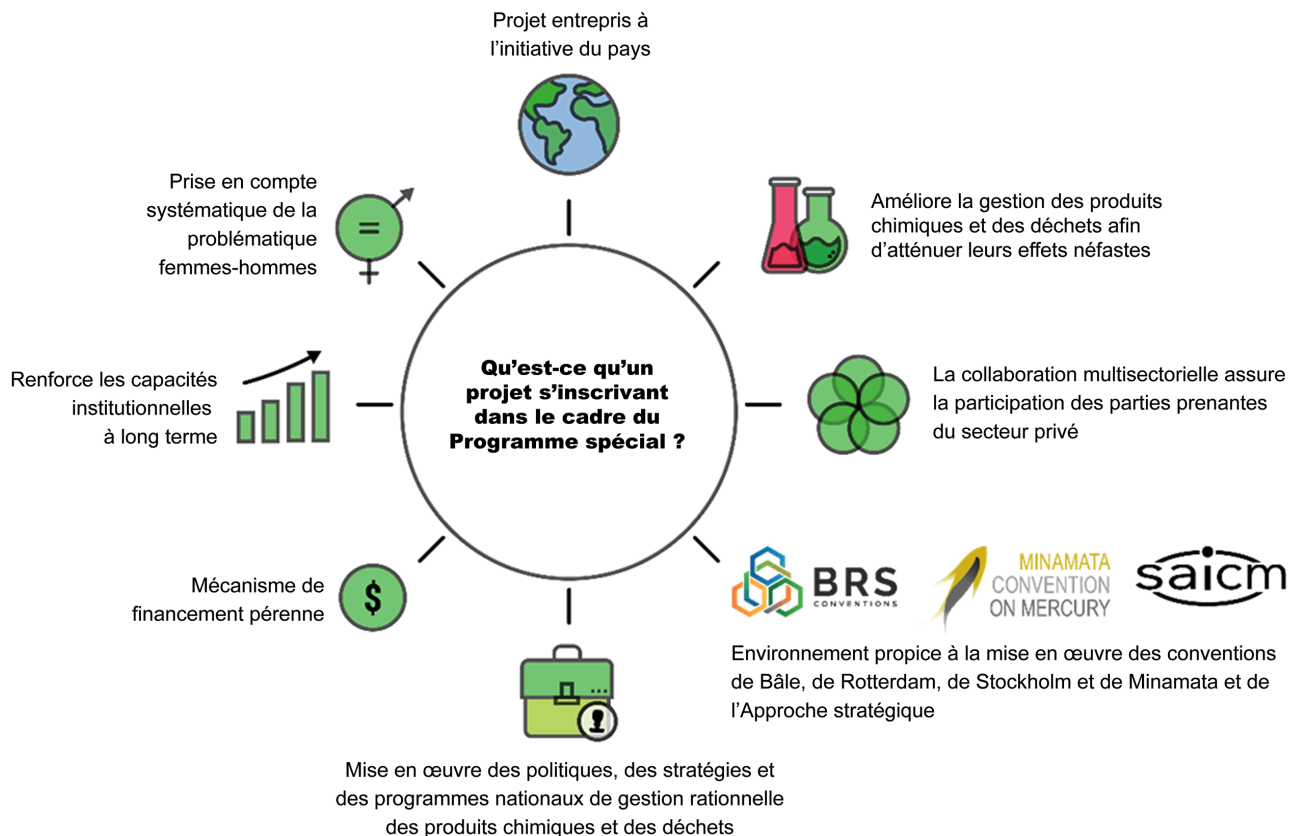 Projet entrepris à
l’initiative du pays
Améliore la gestion des produits
chimiques et des déchets afin
d’atténuer leurs effets néfastes
La collaboration multisectorielle assure
la participation des parties prenantes
du secteur privé
BRS
CONVENTIONS
MINAMATA
CONVENTION
ON MERCURY
saicm
Environnement propice à la mise en œuvre des conventions
de Bâle, de Rotterdam, de Stockholm et de Minamata et de
l’Approche stratégique
Mise en œuvre des politiques, des stratégies et
des programmes nationaux de gestion rationnelle
des produits chimiques et des déchets
Mécanisme de
financement pérenne
$
Renforce les capacités
institutionnelles
à long terme
Prise en compte
systématique de la
problématique
femmes-hommes
=
Qu’est-ce qu’un
projet s’inscrivant
dans le cadre du
Programme spécial ?